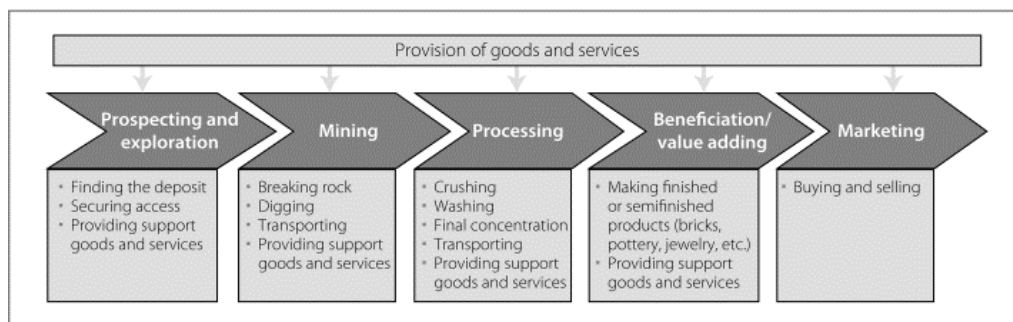 Provision of goods and services
Prospecting and
exploration
Mining
Processing
Beneficiation/
value adding
Marketing
• Finding the deposit
• Securing access
• Providing support
goods and services
• Breaking rock
• Digging
• Transporting
• Providing support
goods and services
• Crushing
• Washing
• Final concentration
• Transporting
• Providing support
goods and services
• Making finished
or semifinished
products (bricks,
pottery, jewelry, etc.)
• Providing support
goods and services
• Buying and selling